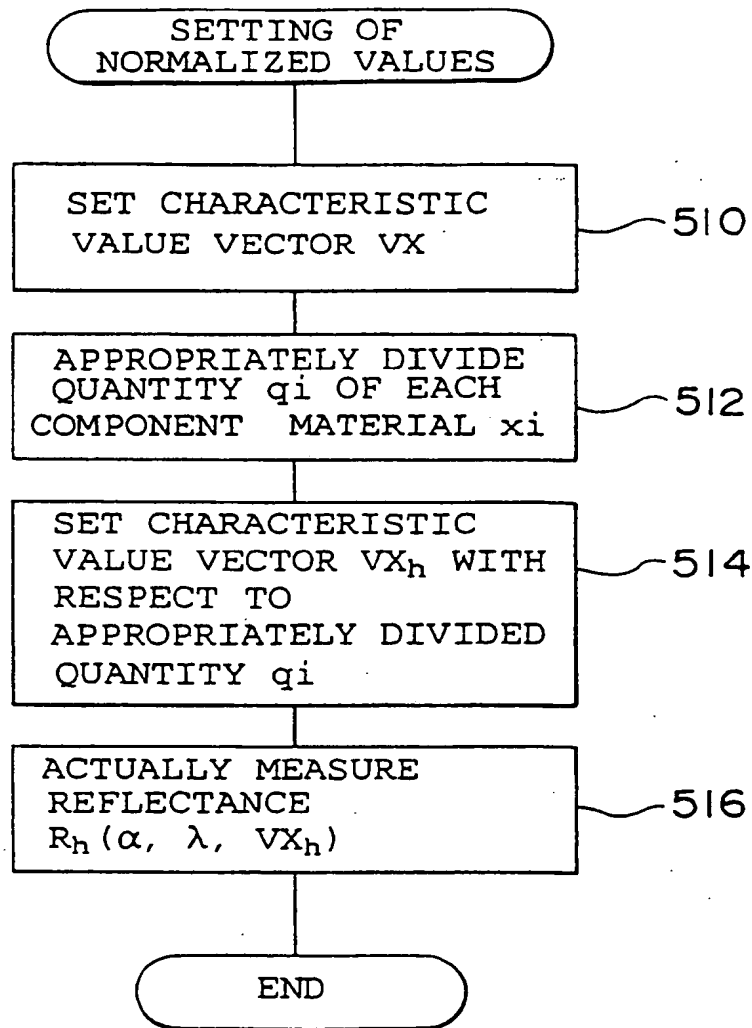 SETTING OF
NORMALIZED VALUES
SET CHARACTERISTIC
VALUE VECTOR VX
510
APPROPRIATELY DIVIDE
QUANTITY qi OF EACH
COMPONENT MATERIAL xi
512
SET CHARACTERISTIC
VALUE VECTOR VXₕ WITH
RESPECT TO
APPROPRIATELY DIVIDED
QUANTITY qi
514
ACTUALLY MEASURE
REFLECTANCE
Rₕ(α, λ, VXₕ)
516
END